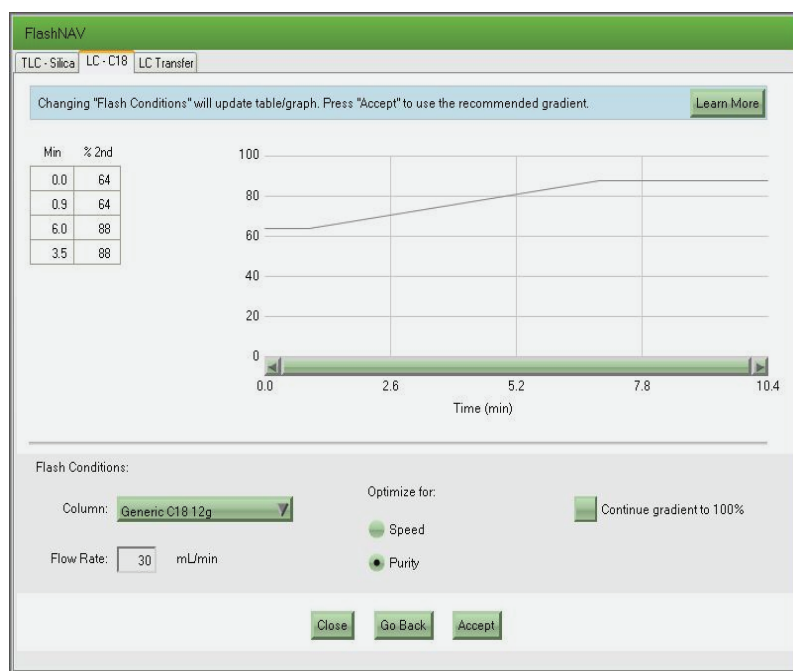 FlashNAV
TLC - Silica LC - C18 LC Transfer
Changing "Flash Conditions" will update table/graph. Press "Accept" to use the recommended gradient. Learn More
Min % 2nd
0.0 64
0.9 64
6.0 88
3.5 88
100
80
60
40
20
0
0.0 2.6 5.2 7.8 10.4
Time (min)
Flash Conditions:
Column: Generic C18 12g
Flow Rate: 30 mL/min
Optimize for:
Speed
Purity
Continue gradient to 100%
Close Go Back Accept